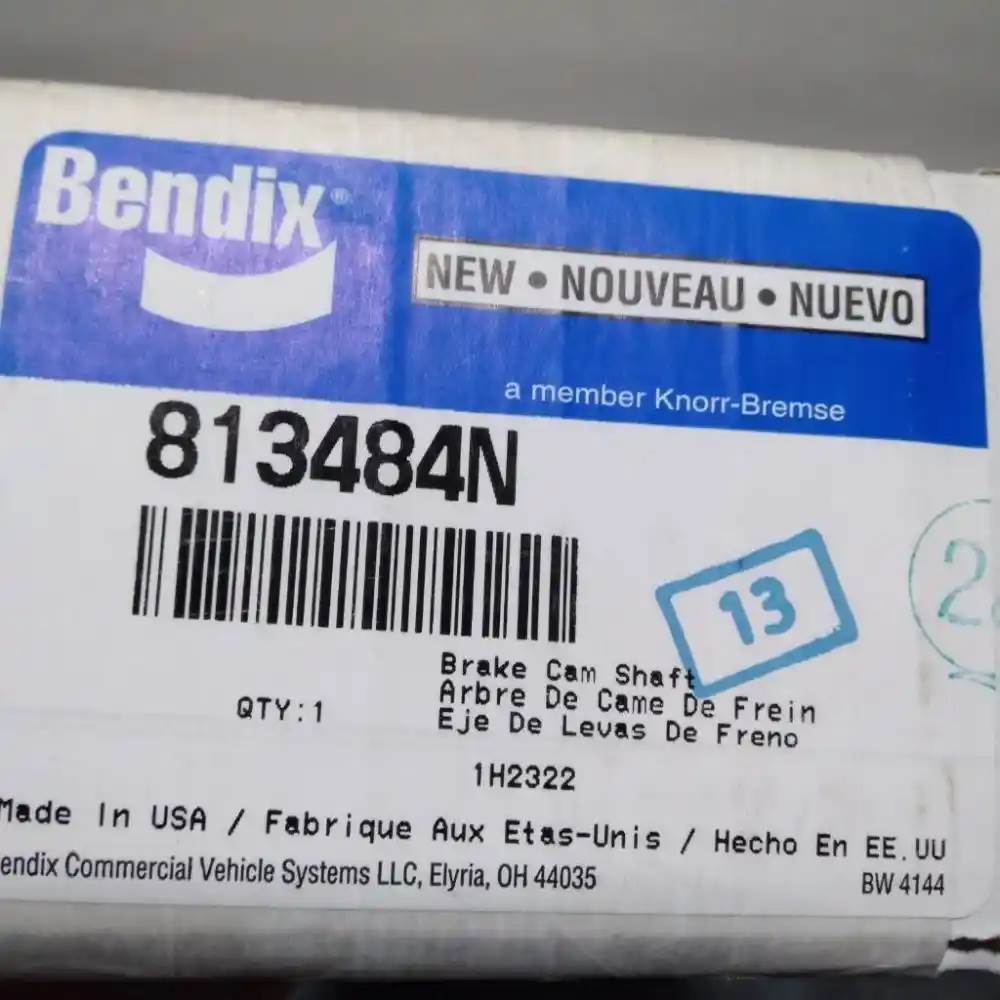 Bendix®
NEW • NOUVEAU • NUEVO
a member Knorr-Bremse
813484N
13
Brake Cam Shaft
Arbre De Came De Frein
QTY:1
Eje De Levas De Freno
1H2322
Made In USA / Fabrique Aux Etas-Unis / Hecho En EE.UU
endix Commercial Vehicle Systems LLC, Elyria, OH 44035
BW 4144